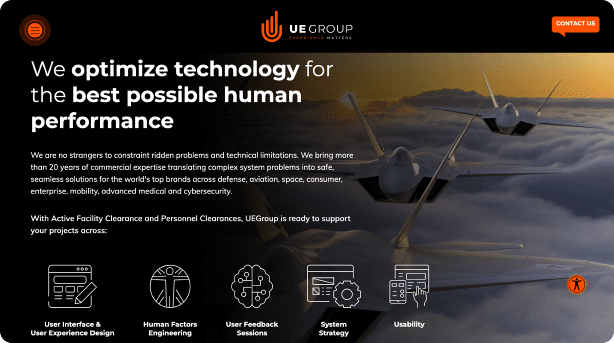 UEGROUP
EXPERIENCE MATTERS
CONTACT US
We optimize technology for
the best possible human
performance
We are no strangers to constraint ridden problems and technical limitations. We bring more
than 20 years of commercial expertise translating complex system problems into safe,
seamless solutions for the world's top brands across defense, aviation, space, consumer,
enterprise, mobility, advanced medical and cybersecurity.
With Active Facility Clearance and Personnel Clearances, UEGroup is ready to support
your projects across:
User Interface &
User Experience Design
Human Factors
Engineering
User Feedback
Sessions
System
Strategy
Usability